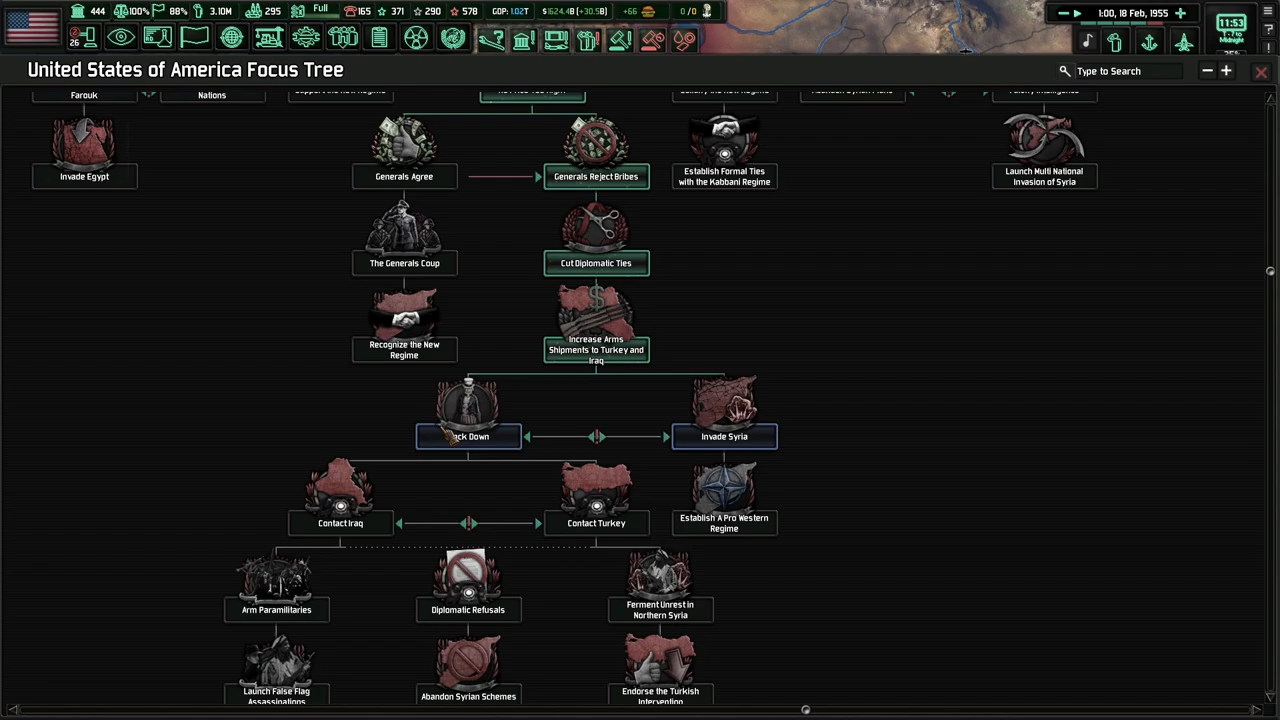 444 100% 88% 3.10M 295 Full 165 371 290 578 GDP: 1.02T $1624.4B (+30.5B) +66 0/0 1:00, 18 Feb, 1955
2
26
11:53
T-7 to
Midnight
United States of America Focus Tree
Type to Search
Farouk
Nations
Invade Egypt
Generals Agree
Generals Reject Bribes
Establish Formal Ties
with the Kabbani Regime
Launch Multi National
Invasion of Syria
The Generals Coup
Cut Diplomatic Ties
Recognize the New
Regime
Increase Arms
Shipments to Turkey and
Iraq
Down
Invade Syria
Contact Iraq
Contact Turkey
Establish A Pro Western
Regime
Arm Paramilitaries
Diplomatic Refusals
Ferment Unrest in
Northern Syria
Launch False Flag
Assassinations
Abandon Syrian Schemes
Endorse the Turkish
Intervention